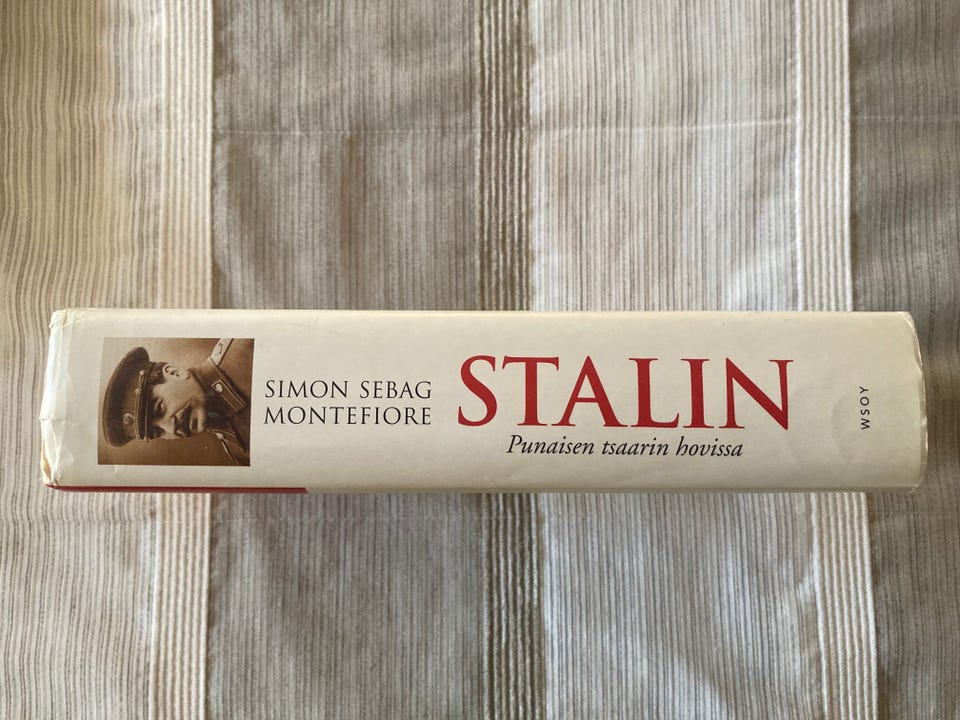 SIMON SEBAG
MONTEFIORE
STALIN
Punaisen tsaarin hovissa
WSOY